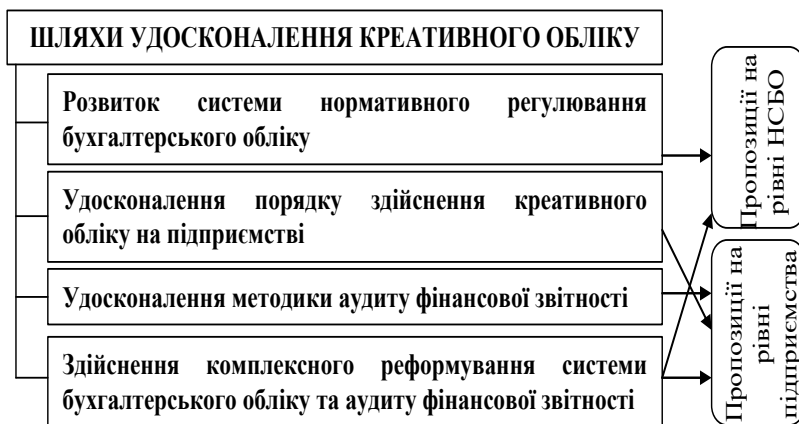 ШЛЯХИ УДОСКОНАЛЕННЯ КРЕАТИВНОГО ОБЛІКУ
Розвиток системи нормативного регулювання
бухгалтерського обліку
Удосконалення порядку здійснення креативного
обліку на підприємстві
Удосконалення методики аудиту фінансової звітності
Здійснення комплексного реформування системи
бухгалтерського обліку та аудиту фінансової звітності
Пропозиції на
рівні НСБО
Пропозиції на
рівні
підприємства